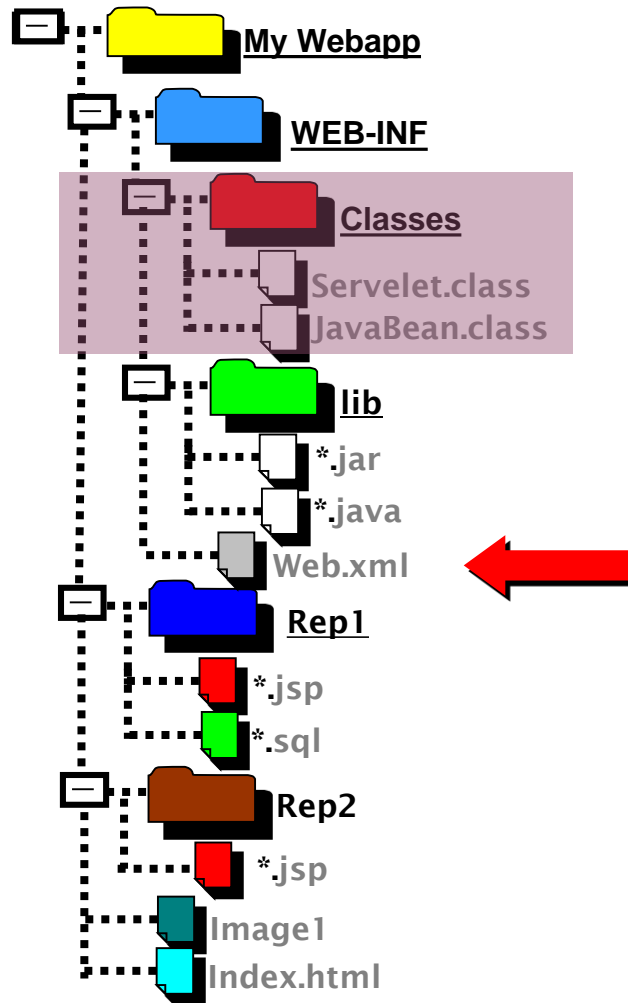 My Webapp
WEB-INF
Classes
Servelet.class
JavaBean.class
lib
*.jar
*.java
Web.xml
Rep1
*.jsp
*.sql
Rep2
*.jsp
Image1
Index.html